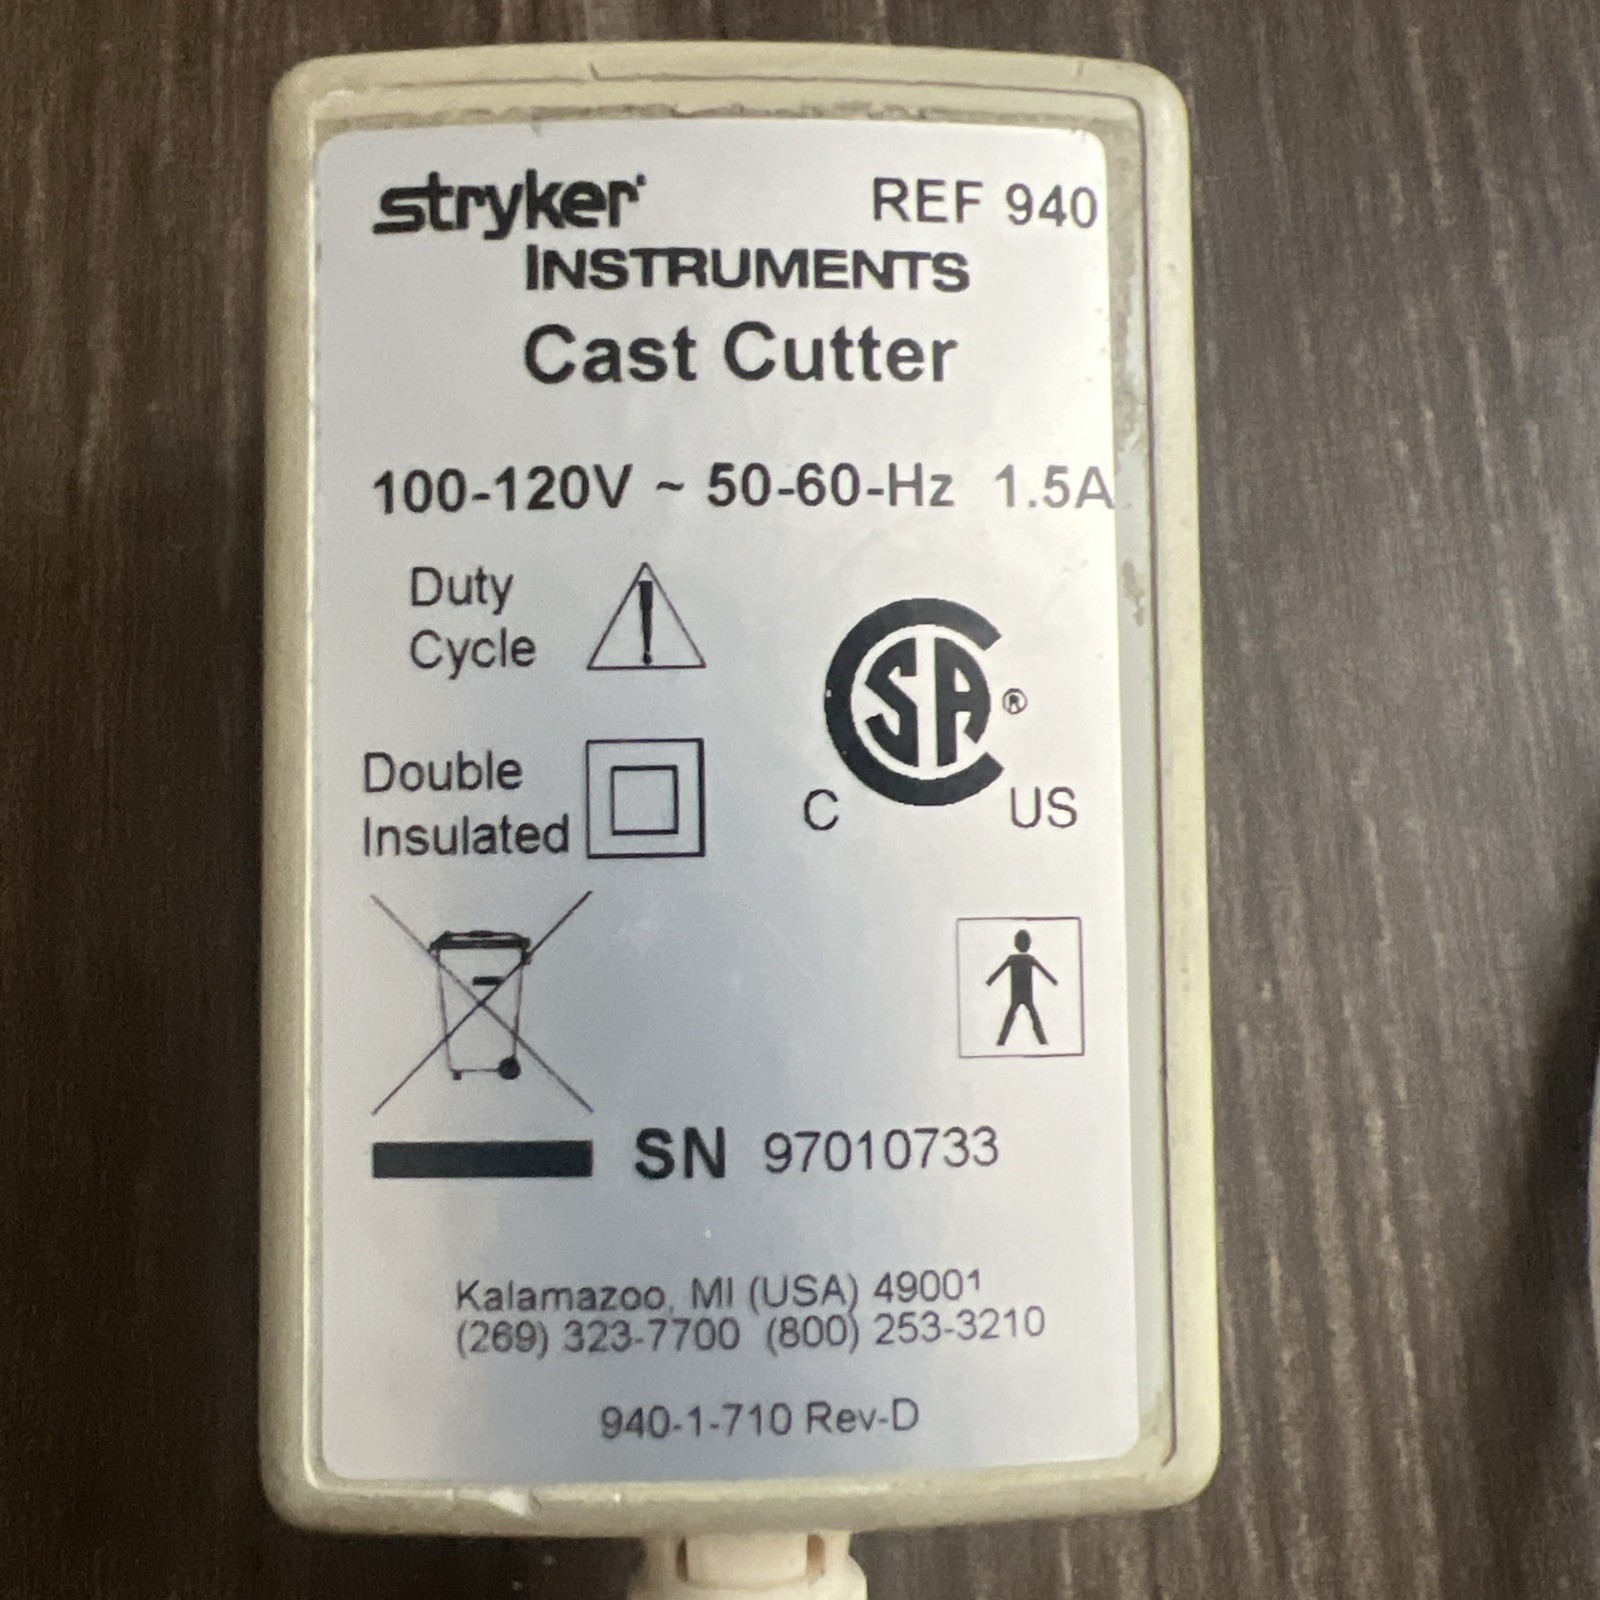 stryker REF 940
INSTRUMENTS
Cast Cutter
100-120V ~ 50-60-Hz 1.5A
Duty
Cycle
CSA®
C US
Double
Insulated
SN 97010733
Kalamazoo, MI (USA) 49001
(269) 323-7700 (800) 253-3210
940-1-710 Rev-D